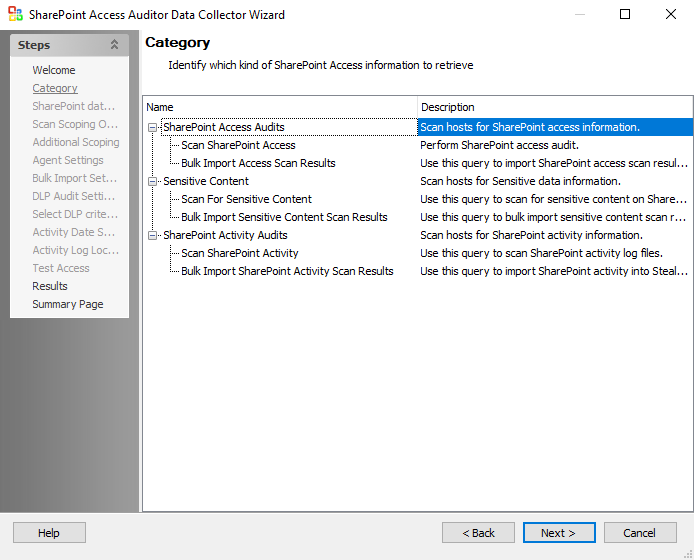 SharePoint Access Auditor Data Collector Wizard
Steps
Welcome
Category
SharePoint dat...
Scan Scoping O...
Additional Scoping
Agent Settings
Bulk Import Set...
DLP Audit Setti...
Select DLP crite...
Activity Date S...
Activity Log Loc...
Test Access
Results
Summary Page
Category
Identify which kind of SharePoint Access information to retrieve
Name Description
SharePoint Access Audits Scan hosts for SharePoint access information.
Scan SharePoint Access Perform SharePoint access audit.
Bulk Import Access Scan Results Use this query to import SharePoint access scan resul...
Sensitive Content Scan hosts for Sensitive data information.
Scan For Sensitive Content Use this query to scan for sensitive content on Share...
Bulk Import Sensitive Content Scan Results Use this query to bulk import sensitive content scan r...
SharePoint Activity Audits Scan hosts for SharePoint activity information.
Scan SharePoint Activity Use this query to scan SharePoint activity log files.
Bulk Import SharePoint Activity Scan Results Use this query to import SharePoint activity into Steal...
Help < Back Next > Cancel